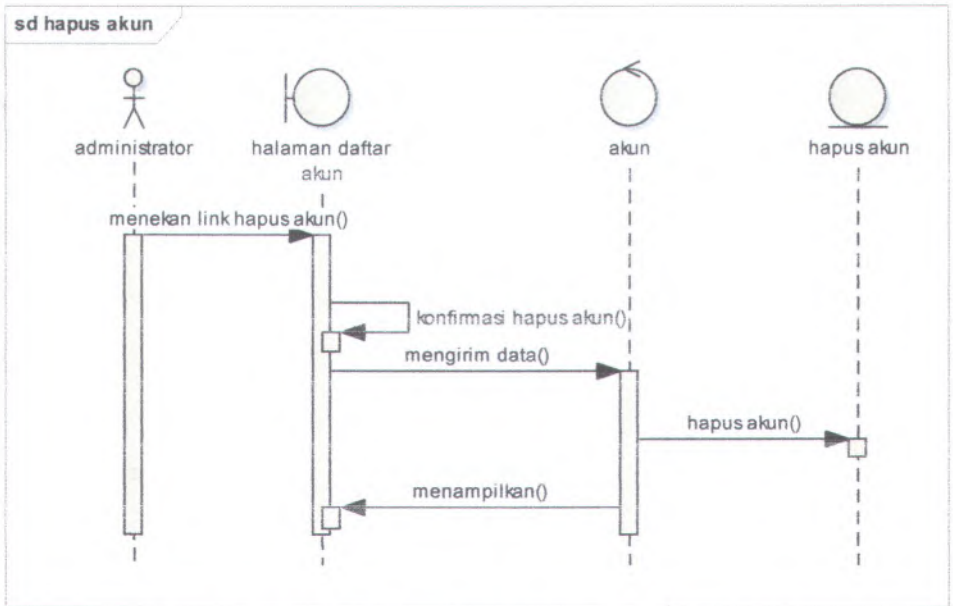 sd hapus akun
administrator
halaman daftar
akun
akun
hapus akun
menekan link hapus akun()
konfirmasi hapus akun()
mengirim data()
hapus akun()
menampilkan()